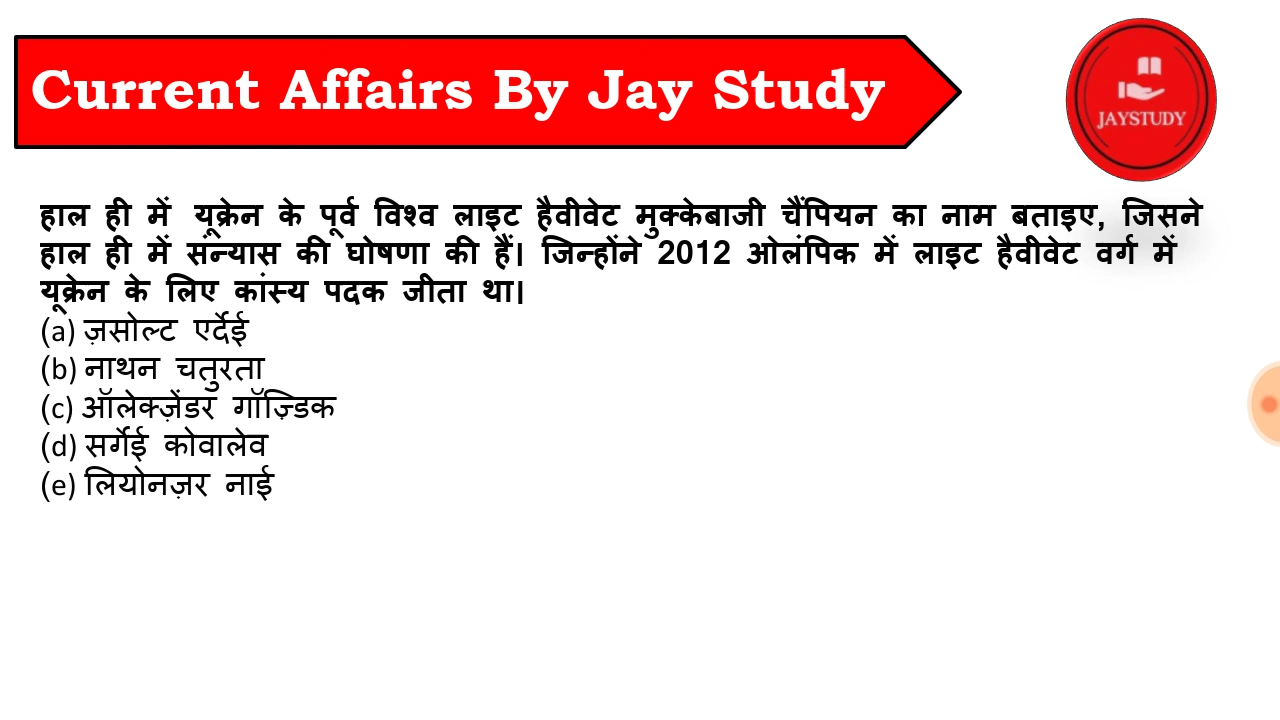 Current Affairs By Jay Study
JAYSTUDY
हाल ही में यूक्रेन के पूर्व विश्व लाइट हैवीवेट मुक्केबाजी चैंपियन का नाम बताइए, जिसने
हाल ही में संन्यास की घोषणा की हैं। जिन्होंने 2012 ओलंपिक में लाइट हैवीवेट वर्ग में
यूक्रेन के लिए कांस्य पदक जीता था।
(a) ज़सोल्ट एर्देई
(b) नाथन चतुरता
(c) ऑलेक्ज़ेंडर गॉज़्डिक
(d) सर्गेई कोवालेव
(e) लियोनज़र नाई